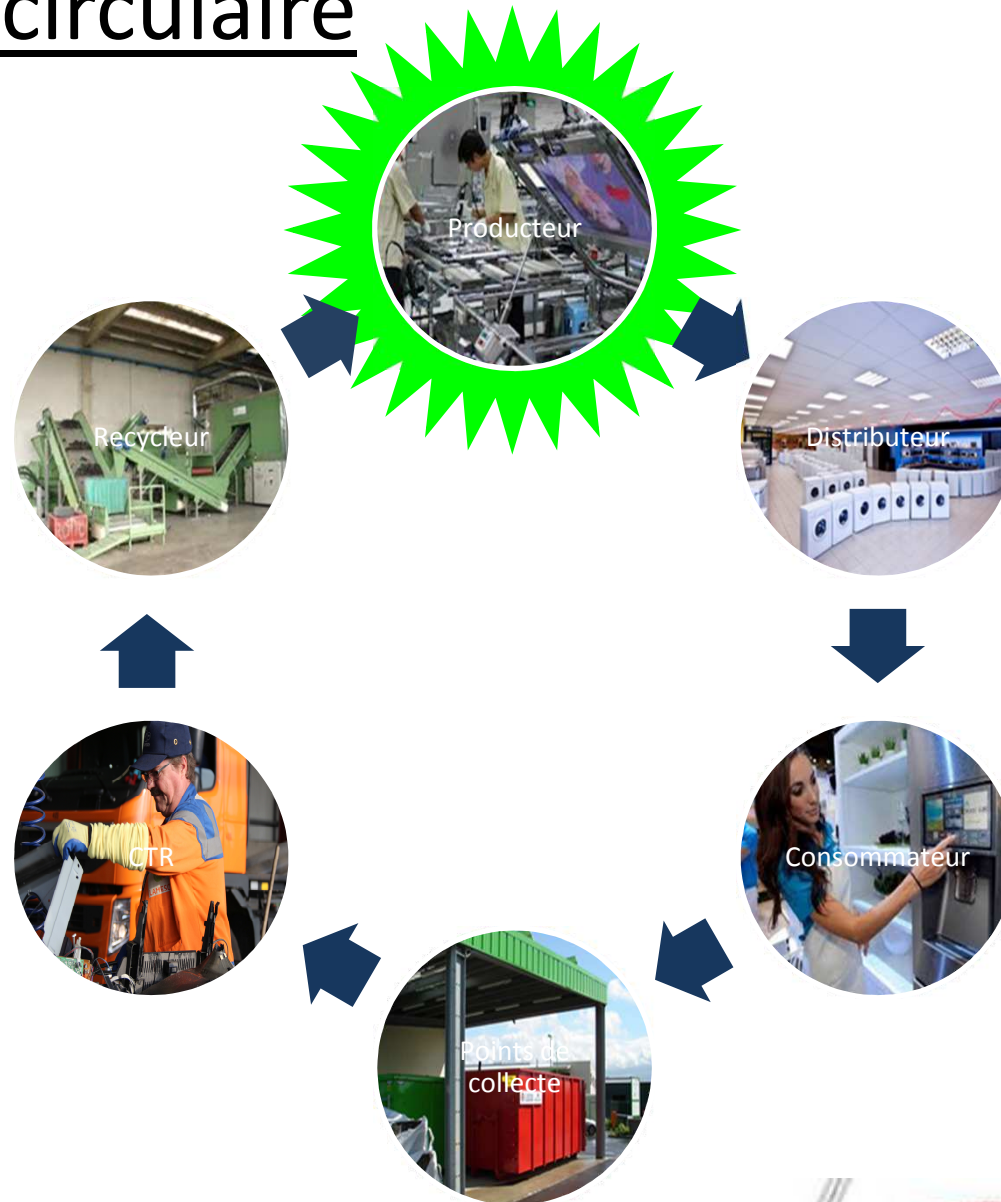 circulaire
Producteur
Distributeur
Consommateur
Points de
collecte
CTR
Recycleur